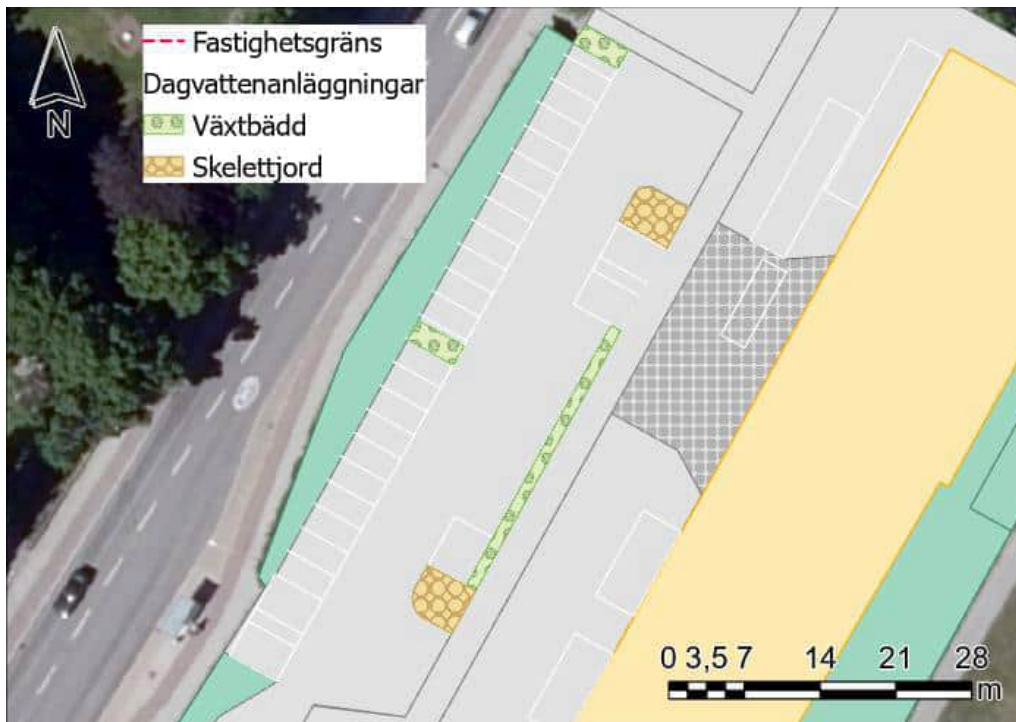 Fastighetsgräns
Dagvattenanläggningar
Växtbädd
Skelettjord
N
0 3,5 7 14 21 28
m